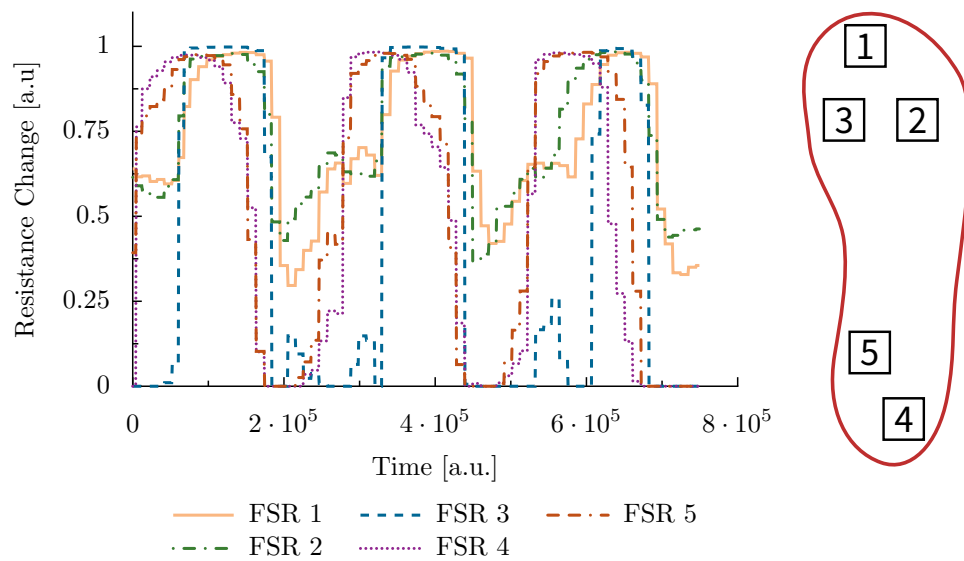 Resistance Change [a.u]
1
0.75
0.5
0.25
0
0 2 · 10^5 4 · 10^5 6 · 10^5 8 · 10^5
Time [a.u.]
FSR 1 FSR 3 FSR 5
FSR 2 FSR 4
1
3 2
5
4